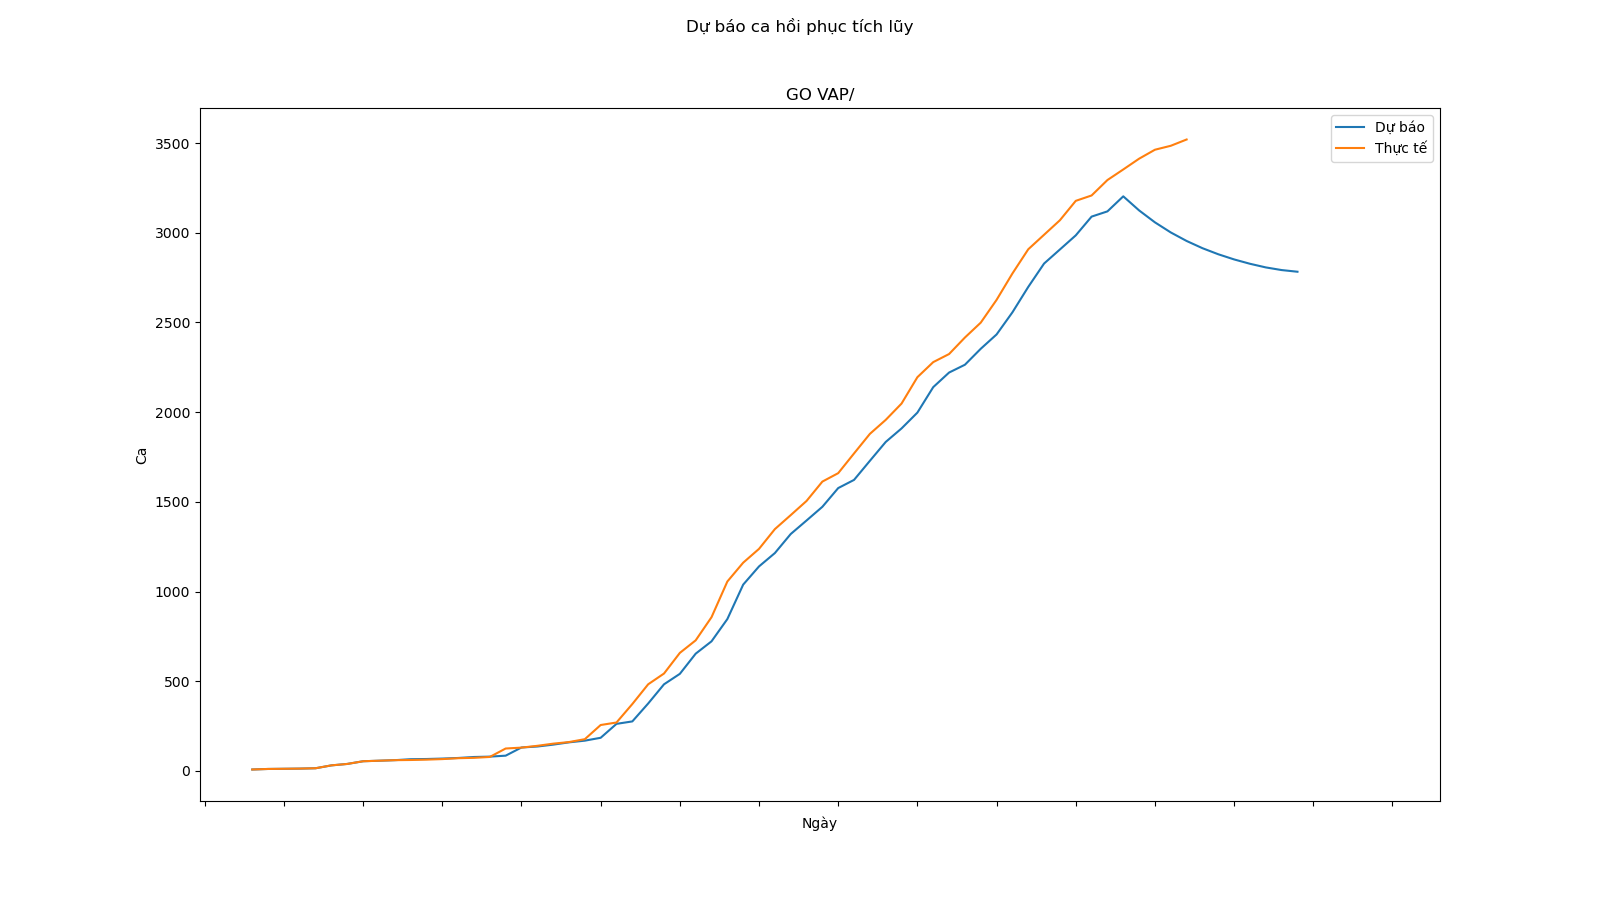 Dự báo ca hồi phục tích lũy
GO VAP/
Dự báo
Thực tế
3500
3000
2500
2000
1500
1000
500
0
Ca
Ngày